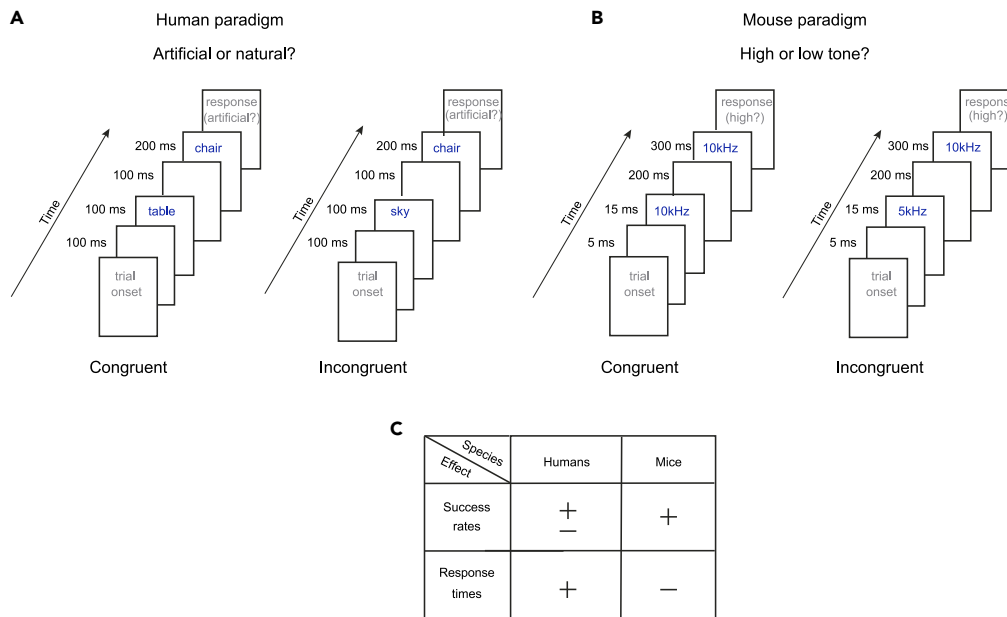 A
Human paradigm
Artificial or natural?
response
(artificial?)
200 ms
chair
100 ms
100 ms
table
100 ms
trial
onset
Time
Congruent
response
(artificial?)
200 ms
chair
100 ms
100 ms
sky
100 ms
trial
onset
Time
Incongruent
B
Mouse paradigm
High or low tone?
response
(high?)
300 ms
10kHz
200 ms
15 ms
10kHz
5 ms
trial
onset
Time
Congruent
response
(high?)
300 ms
10kHz
200 ms
15 ms
5kHz
5 ms
trial
onset
Time
Incongruent
C
Species
Effect
Humans
Mice
Success
rates
+
−
+
Response
times
+
−